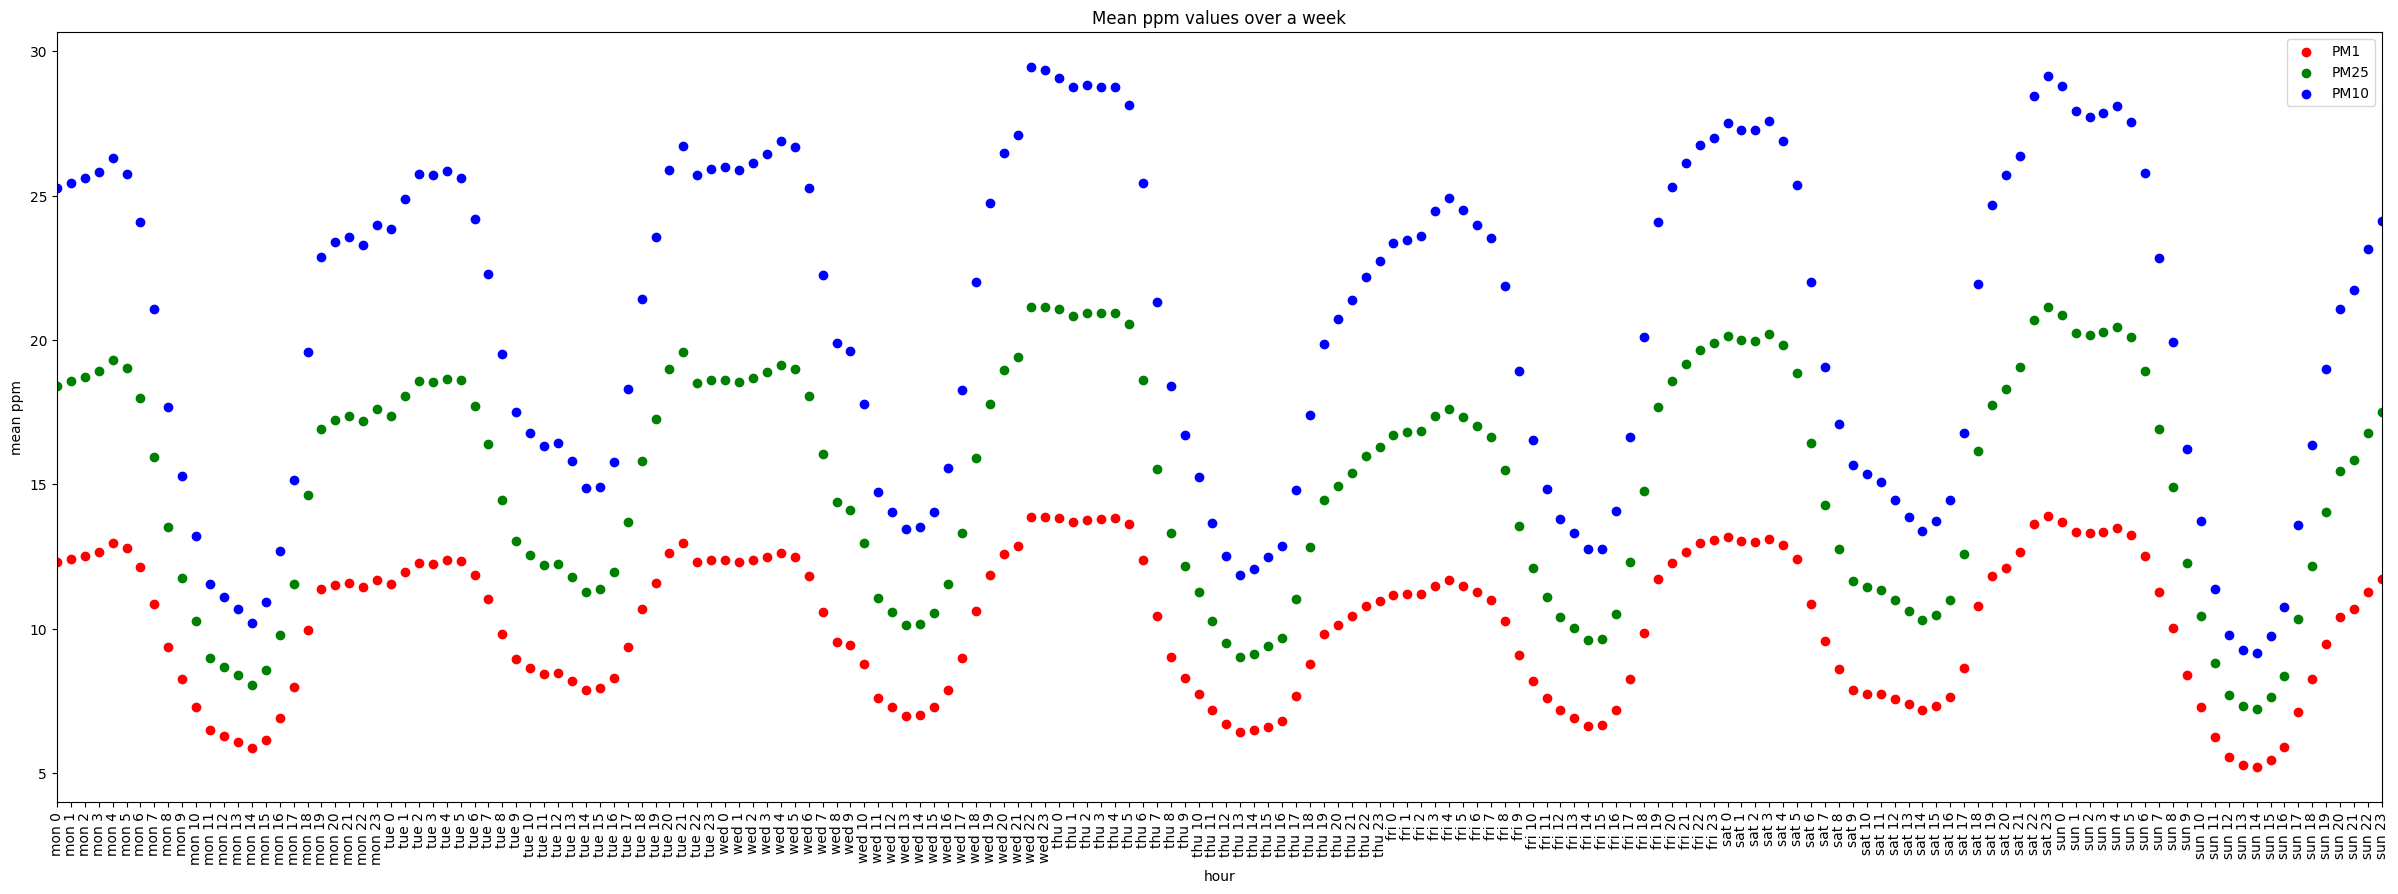 Mean ppm values over a week
PM1
PM25
PM10
30
25
20
15
10
5
mean ppm
mon 0
mon 1
mon 2
mon 3
mon 4
mon 5
mon 6
mon 7
mon 8
mon 9
mon 10
mon 11
mon 12
mon 13
mon 14
mon 15
mon 16
mon 17
mon 18
mon 19
mon 20
mon 21
mon 22
mon 23
tue 0
tue 1
tue 2
tue 3
tue 4
tue 5
tue 6
tue 7
tue 8
tue 9
tue 10
tue 11
tue 12
tue 13
tue 14
tue 15
tue 16
tue 17
tue 18
tue 19
tue 20
tue 21
tue 22
tue 23
wed 0
wed 1
wed 2
wed 3
wed 4
wed 5
wed 6
wed 7
wed 8
wed 9
wed 10
wed 11
wed 12
wed 13
wed 14
wed 15
wed 16
wed 17
wed 18
wed 19
wed 20
wed 21
wed 22
wed 23
thu 0
thu 1
thu 2
thu 3
thu 4
thu 5
thu 6
thu 7
thu 8
thu 9
thu 10
thu 11
thu 12
thu 13
thu 14
thu 15
thu 16
thu 17
thu 18
thu 19
thu 20
thu 21
thu 22
thu 23
fri 0
fri 1
fri 2
fri 3
fri 4
fri 5
fri 6
fri 7
fri 8
fri 9
fri 10
fri 11
fri 12
fri 13
fri 14
fri 15
fri 16
fri 17
fri 18
fri 19
fri 20
fri 21
fri 22
fri 23
sat 0
sat 1
sat 2
sat 3
sat 4
sat 5
sat 6
sat 7
sat 8
sat 9
sat 10
sat 11
sat 12
sat 13
sat 14
sat 15
sat 16
sat 17
sat 18
sat 19
sat 20
sat 21
sat 22
sat 23
sun 0
sun 1
sun 2
sun 3
sun 4
sun 5
sun 6
sun 7
sun 8
sun 9
sun 10
sun 11
sun 12
sun 13
sun 14
sun 15
sun 16
sun 17
sun 18
sun 19
sun 20
sun 21
sun 22
sun 23
hour